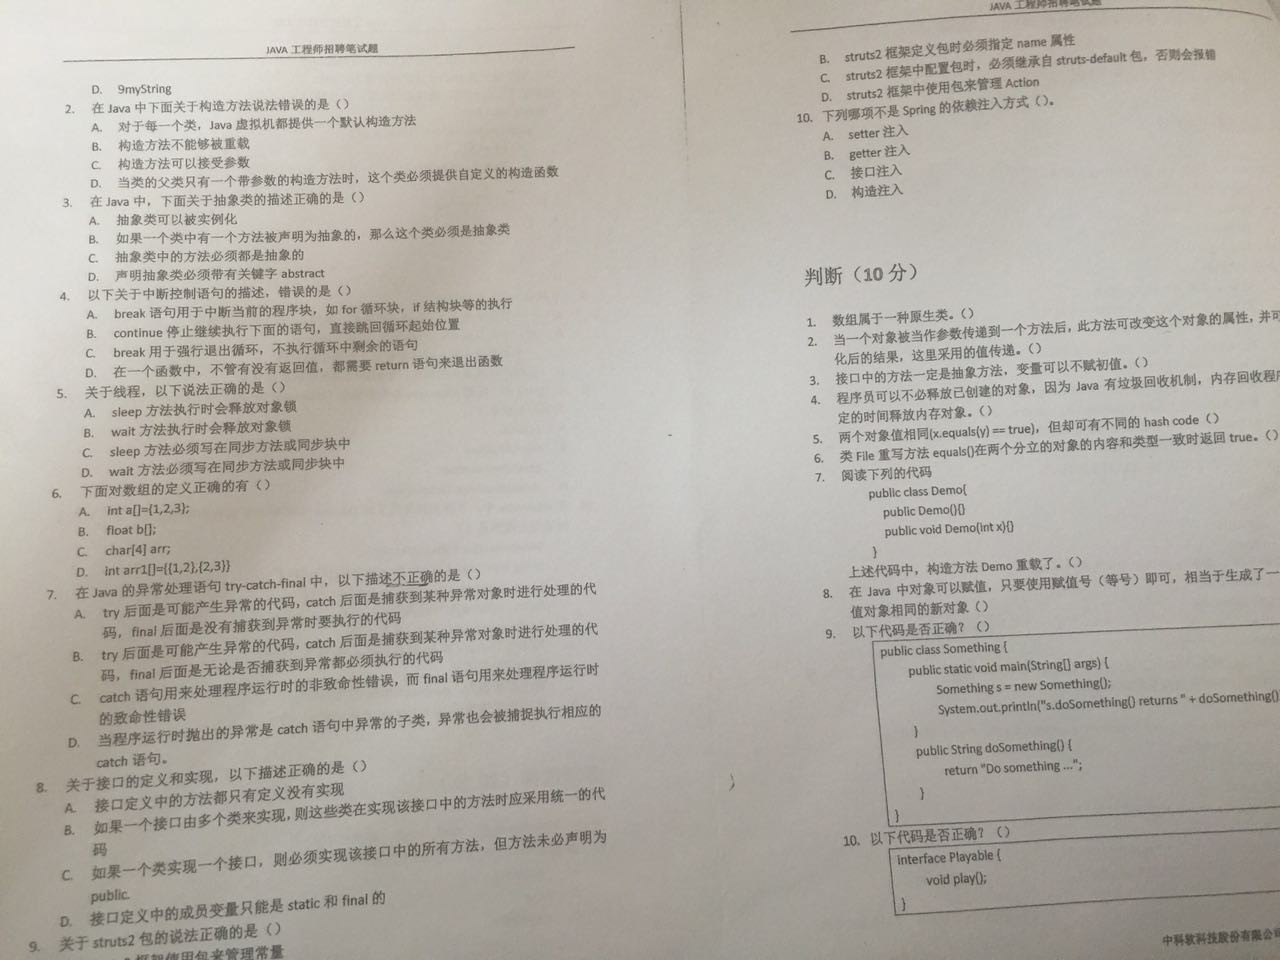 JAVA 工程师招聘笔试题
D. 9myString
2. 在 Java 中下面关于构造方法说法错误的是（）
A. 对于每一个类，Java 虚拟机都提供一个默认构造方法
B. 构造方法不能够被重载
C. 构造方法可以接受参数
D. 当类的父类只有一个带参数的构造方法时，这个类必须提供自定义的构造函数
3. 在 Java 中，下面关于抽象类的描述正确的是（）
A. 抽象类可以被实例化
B. 如果一个类中有一个方法被声明为抽象的，那么这个类必须是抽象类
C. 抽象类中的方法必须都是抽象的
D. 声明抽象类必须带有关键字 abstract
4. 以下关于中断控制语句的描述，错误的是（）
A. break 语句用于中断当前的程序块，如 for 循环块，if 结构块等的执行
B. continue 停止继续执行下面的语句，直接跳回循环起始位置
C. break 用于强行退出循环，不执行循环中剩余的语句
D. 在一个函数中，不管有没有返回值，都需要 return 语句来退出函数
5. 关于线程，以下说法正确的是（）
A. sleep 方法执行时会释放对象锁
B. wait 方法执行时会释放对象锁
C. sleep 方法必须写在同步方法或同步块中
D. wait 方法必须写在同步方法或同步块中
6. 下面对数组的定义正确的有（）
A. int a[]={1,2,3};
B. float b[];
C. char[4] arr;
D. int arr1[]={{1,2},{2,3}}
7. 在 Java 的异常处理语句 try-catch-final 中，以下描述不正确的是（）
A. try 后面是可能产生异常的代码，catch 后面是捕获到某种异常对象时进行处理的代
码，final 后面是没有捕获到异常时要执行的代码
B. try 后面是可能产生异常的代码，catch 后面是捕获到某种异常对象时进行处理的代
码，final 后面是无论是否捕获到异常都必须执行的代码
C. catch 语句用来处理程序运行时的非致命性错误，而 final 语句用来处理程序运行时
的致命性错误
D. 当程序运行时抛出的异常是 catch 语句中异常的子类，异常也会被捕捉执行相应的
catch 语句。
8. 关于接口的定义和实现，以下描述正确的是（）
A. 接口定义中的方法都只有定义没有实现
B. 如果一个接口由多个类来实现，则这些类在实现该接口中的方法时应采用统一的代
码
C. 如果一个类实现一个接口，则必须实现该接口中的所有方法，但方法未必声明为
public.
D. 接口定义中的成员变量只能是 static 和 final 的
9. 关于 struts2 包的说法正确的是（）
框架使用包来管理常量
JAVA 工程师招聘笔试题
B. struts2 框架定义包时必须指定 name 属性
C. struts2 框架中配置包时，必须继承自 struts-default 包，否则会报错
D. struts2 框架中使用包来管理 Action
10. 下列哪项不是 Spring 的依赖注入方式（）。
A. setter 注入
B. getter 注入
C. 接口注入
D. 构造注入
判断（10 分）
1. 数组属于一种原生类。（）
2. 当一个对象被当作参数传递到一个方法后，此方法可改变这个对象的属性，并可
化后的结果，这里采用的值传递。（）
3. 接口中的方法一定是抽象方法，变量可以不赋初值。（）
4. 程序员可以不必释放已创建的对象，因为 Java 有垃圾回收机制，内存回收程序
定的时间释放内存对象。（）
5. 两个对象值相同(x.equals(y) == true)，但却可有不同的 hash code（）
6. 类 File 重写方法 equals()在两个分立的对象的内容和类型一致时返回 true。（）
7. 阅读下列的代码
public class Demo{
public Demo(){}
public void Demo(int x){}
}
上述代码中，构造方法 Demo 重载了。（）
8. 在 Java 中对象可以赋值，只要使用赋值号（等号）即可，相当于生成了一
值对象相同的新对象（）
9. 以下代码是否正确？（）
public class Something {
public static void main(String[] args) {
Something s = new Something();
System.out.println("s.doSomething() returns " + doSomething()
}
public String doSomething() {
return "Do something ...";
}
}
10. 以下代码是否正确？（）
interface Playable {
void play();
}
中科软科技股份有限公司